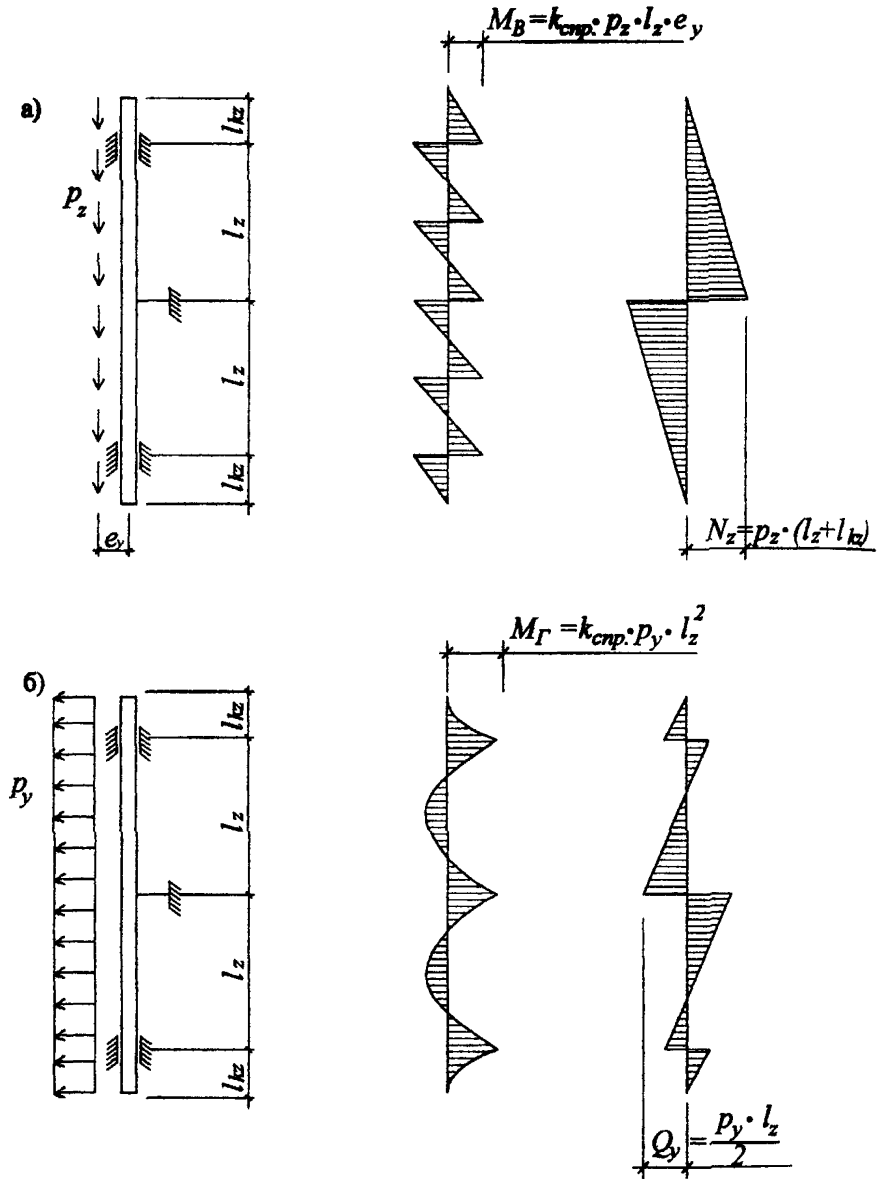 M_В = k_спр. · p_z · l_z · e_y
а)
l_kz
p_z
l_z
l_z
l_kz
e_y
N_z = p_z · (l_z + l_kz)
M_Г = k_спр. · p_y · l_z^2
б)
l_kz
p_y
l_z
l_z
l_kz
Q_y = p_y · l_z / 2